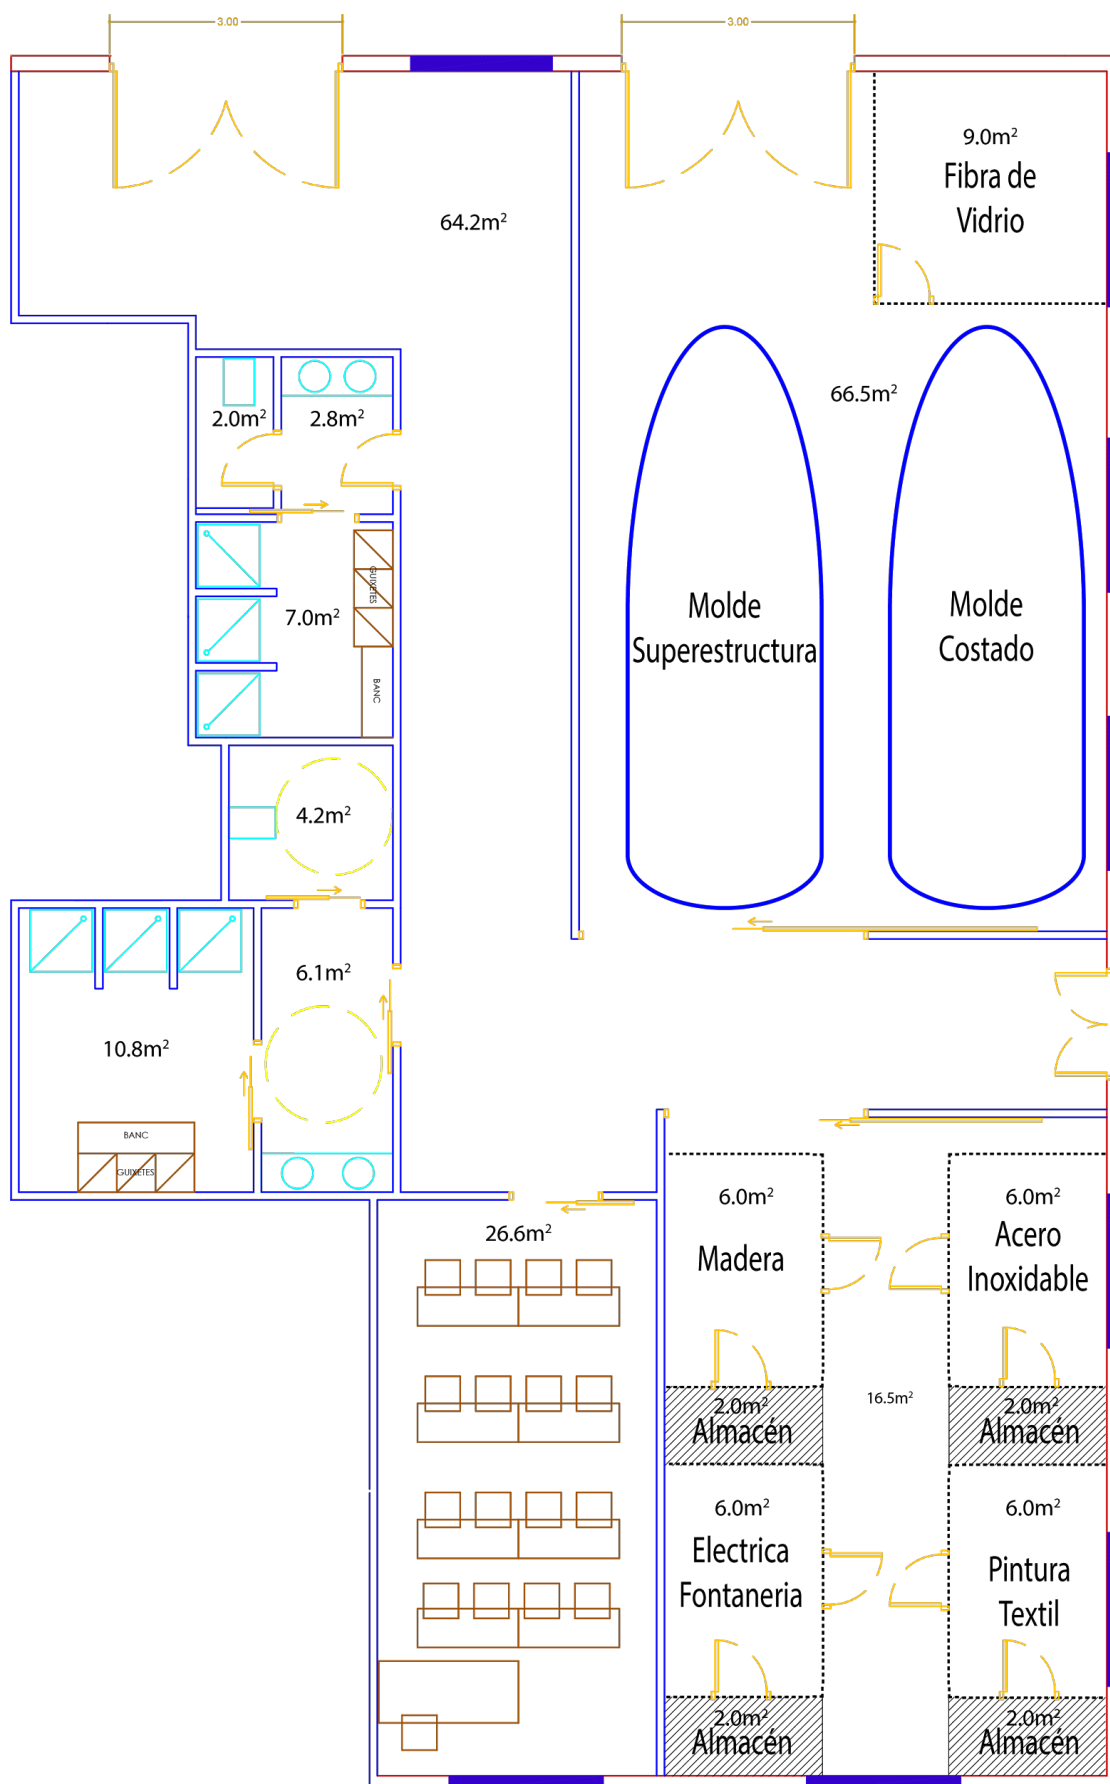 3.00
3.00
9.0m²
Fibra de
Vidrio
64.2m²
66.5m²
2.0m²
2.8m²
GUIXETES
7.0m²
BANC
Molde
Superestructura
Molde
Costado
4.2m²
6.1m²
10.8m²
BANC
GUIXETES
26.6m²
6.0m²
Madera
6.0m²
Acero
Inoxidable
16.5m²
2.0m²
Almacén
2.0m²
Almacén
6.0m²
Electrica
Fontaneria
6.0m²
Pintura
Textil
2.0m²
Almacén
2.0m²
Almacén